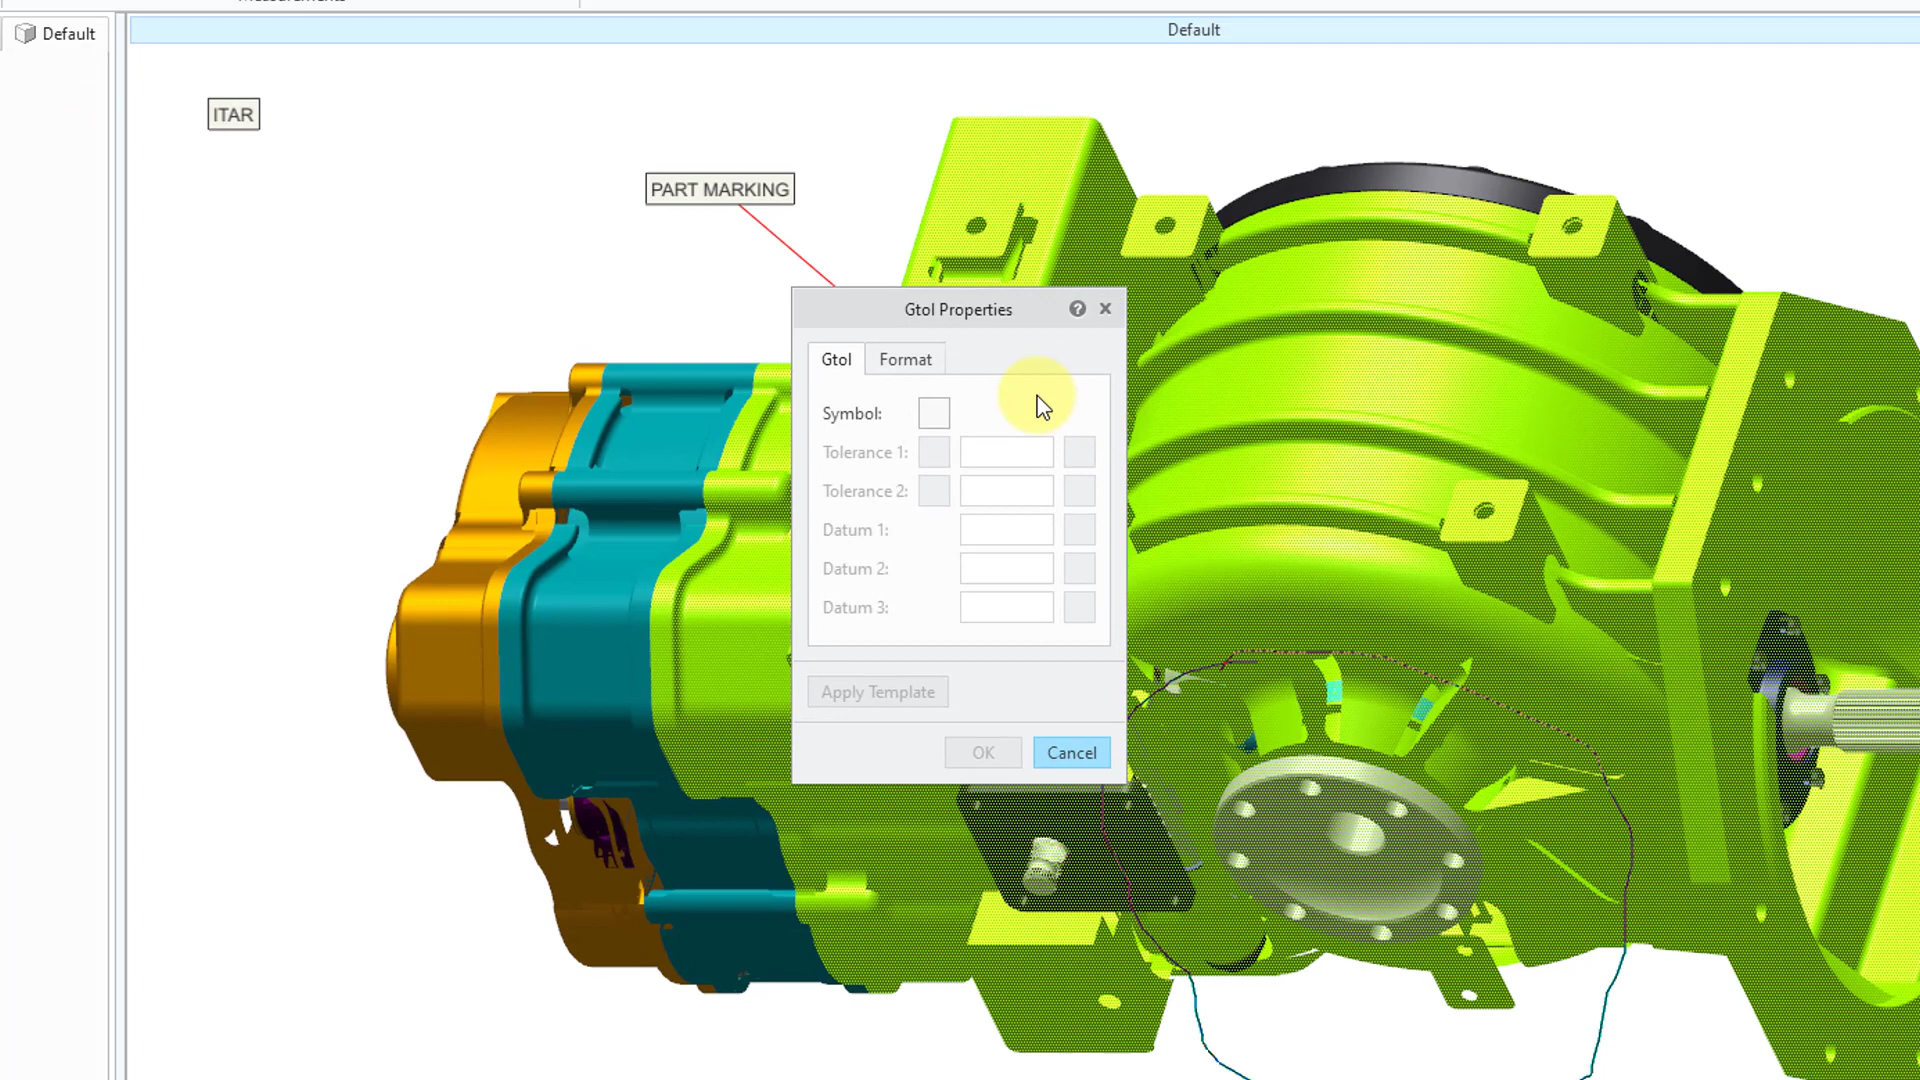 Default
Default
ITAR
PART MARKING
Gtol Properties
Gtol
Format
Symbol:
Tolerance 1:
Tolerance 2:
Datum 1:
Datum 2:
Datum 3:
Apply Template
OK
Cancel